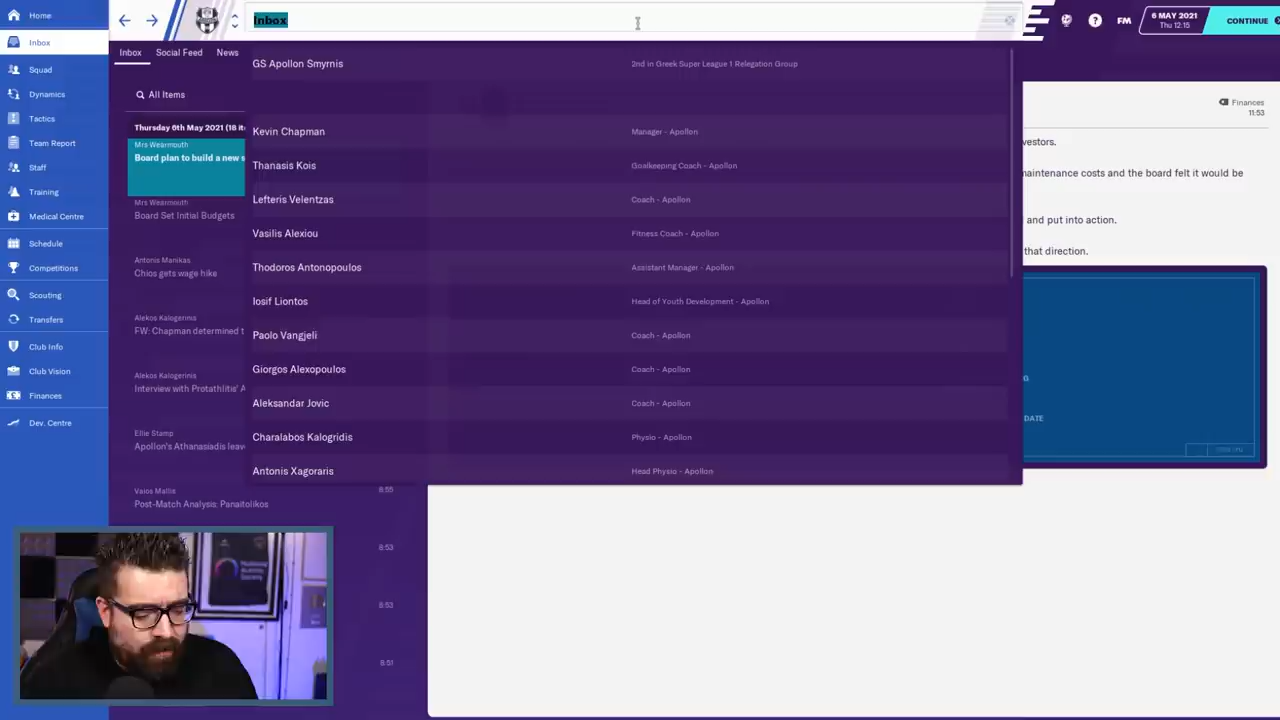 Home
Inbox
Squad
Dynamics
Tactics
Team Report
Staff
Training
Medical Centre
Schedule
Competitions
Scouting
Transfers
Club Info
Club Vision
Finances
Dev. Centre
Inbox
FM
6 MAY 2021
Thu 12:15
CONTINUE
Inbox Social Feed News
All Items
Thursday 6th May 2021 (18 it
Mrs Wearmouth
Board plan to build a new s
Mrs Wearmouth
Board Set Initial Budgets
Antonis Manikas
Chios gets wage hike
Alekos Kalogerinis
FW: Chapman determined t
Alekos Kalogerinis
Interview with Protathlitis' A
Ellie Stamp
Apollon's Athanasiadis leav
Vaios Mallis
Post-Match Analysis: Panaitolikos
8:55
8:53
8:53
8:51
GS Apollon Smyrnis 2nd in Greek Super League 1 Relegation Group
Kevin Chapman Manager - Apollon
Thanasis Kois Goalkeeping Coach - Apollon
Lefteris Velentzas Coach - Apollon
Vasilis Alexiou Fitness Coach - Apollon
Thodoros Antonopoulos Assistant Manager - Apollon
Iosif Liontos Head of Youth Development - Apollon
Paolo Vangjeli Coach - Apollon
Giorgos Alexopoulos Coach - Apollon
Aleksandar Jovic Coach - Apollon
Charalabos Kalogridis Physio - Apollon
Antonis Xagoraris Head Physio - Apollon
Finances
11:53
vestors.
maintenance costs and the board felt it would be
and put into action.
that direction.
DATE